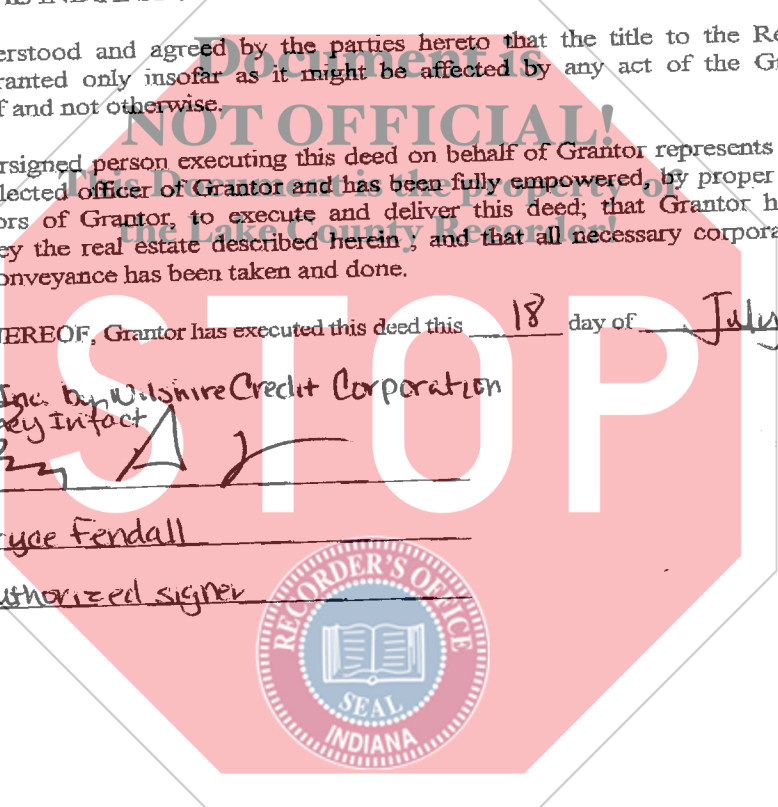 erstood and agreed by the parties hereto that the title to the Re
ranted only insofar as it might be affected by any act of the G
f and not otherwise.
Document is
NOT OFFICIAL!
This Document is the property of
the Lake County Recorder!
rsigned person executing this deed on behalf of Grantor represents
lected officer of Grantor and has been fully empowered, by proper
ors of Grantor, to execute and deliver this deed; that Grantor h
ey the real estate described herein ; and that all necessary corpora
onveyance has been taken and done.
HEREOF, Grantor has executed this deed this 18 day of July
Inc. by Wilshire Credit Corporation
ney Infact
STOP
yce Fendall
uthorized signer
RECORDER'S OFFICE
SEAL
INDIANA